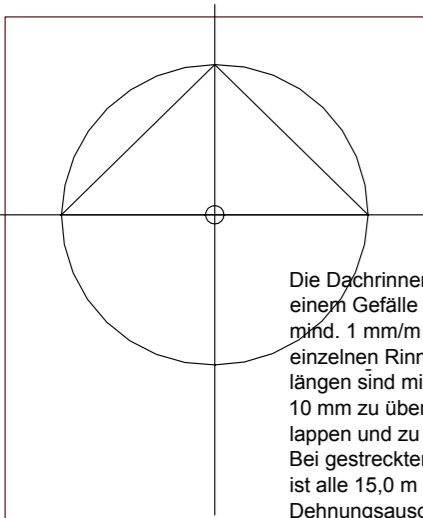 Die Dachrinnen
einem Gefälle
mind. 1 mm/m
einzelnen Rinn
längen sind mi
10 mm zu über
lappen und zu
Bei gestreckter
ist alle 15,0 m
Dehnungsausg